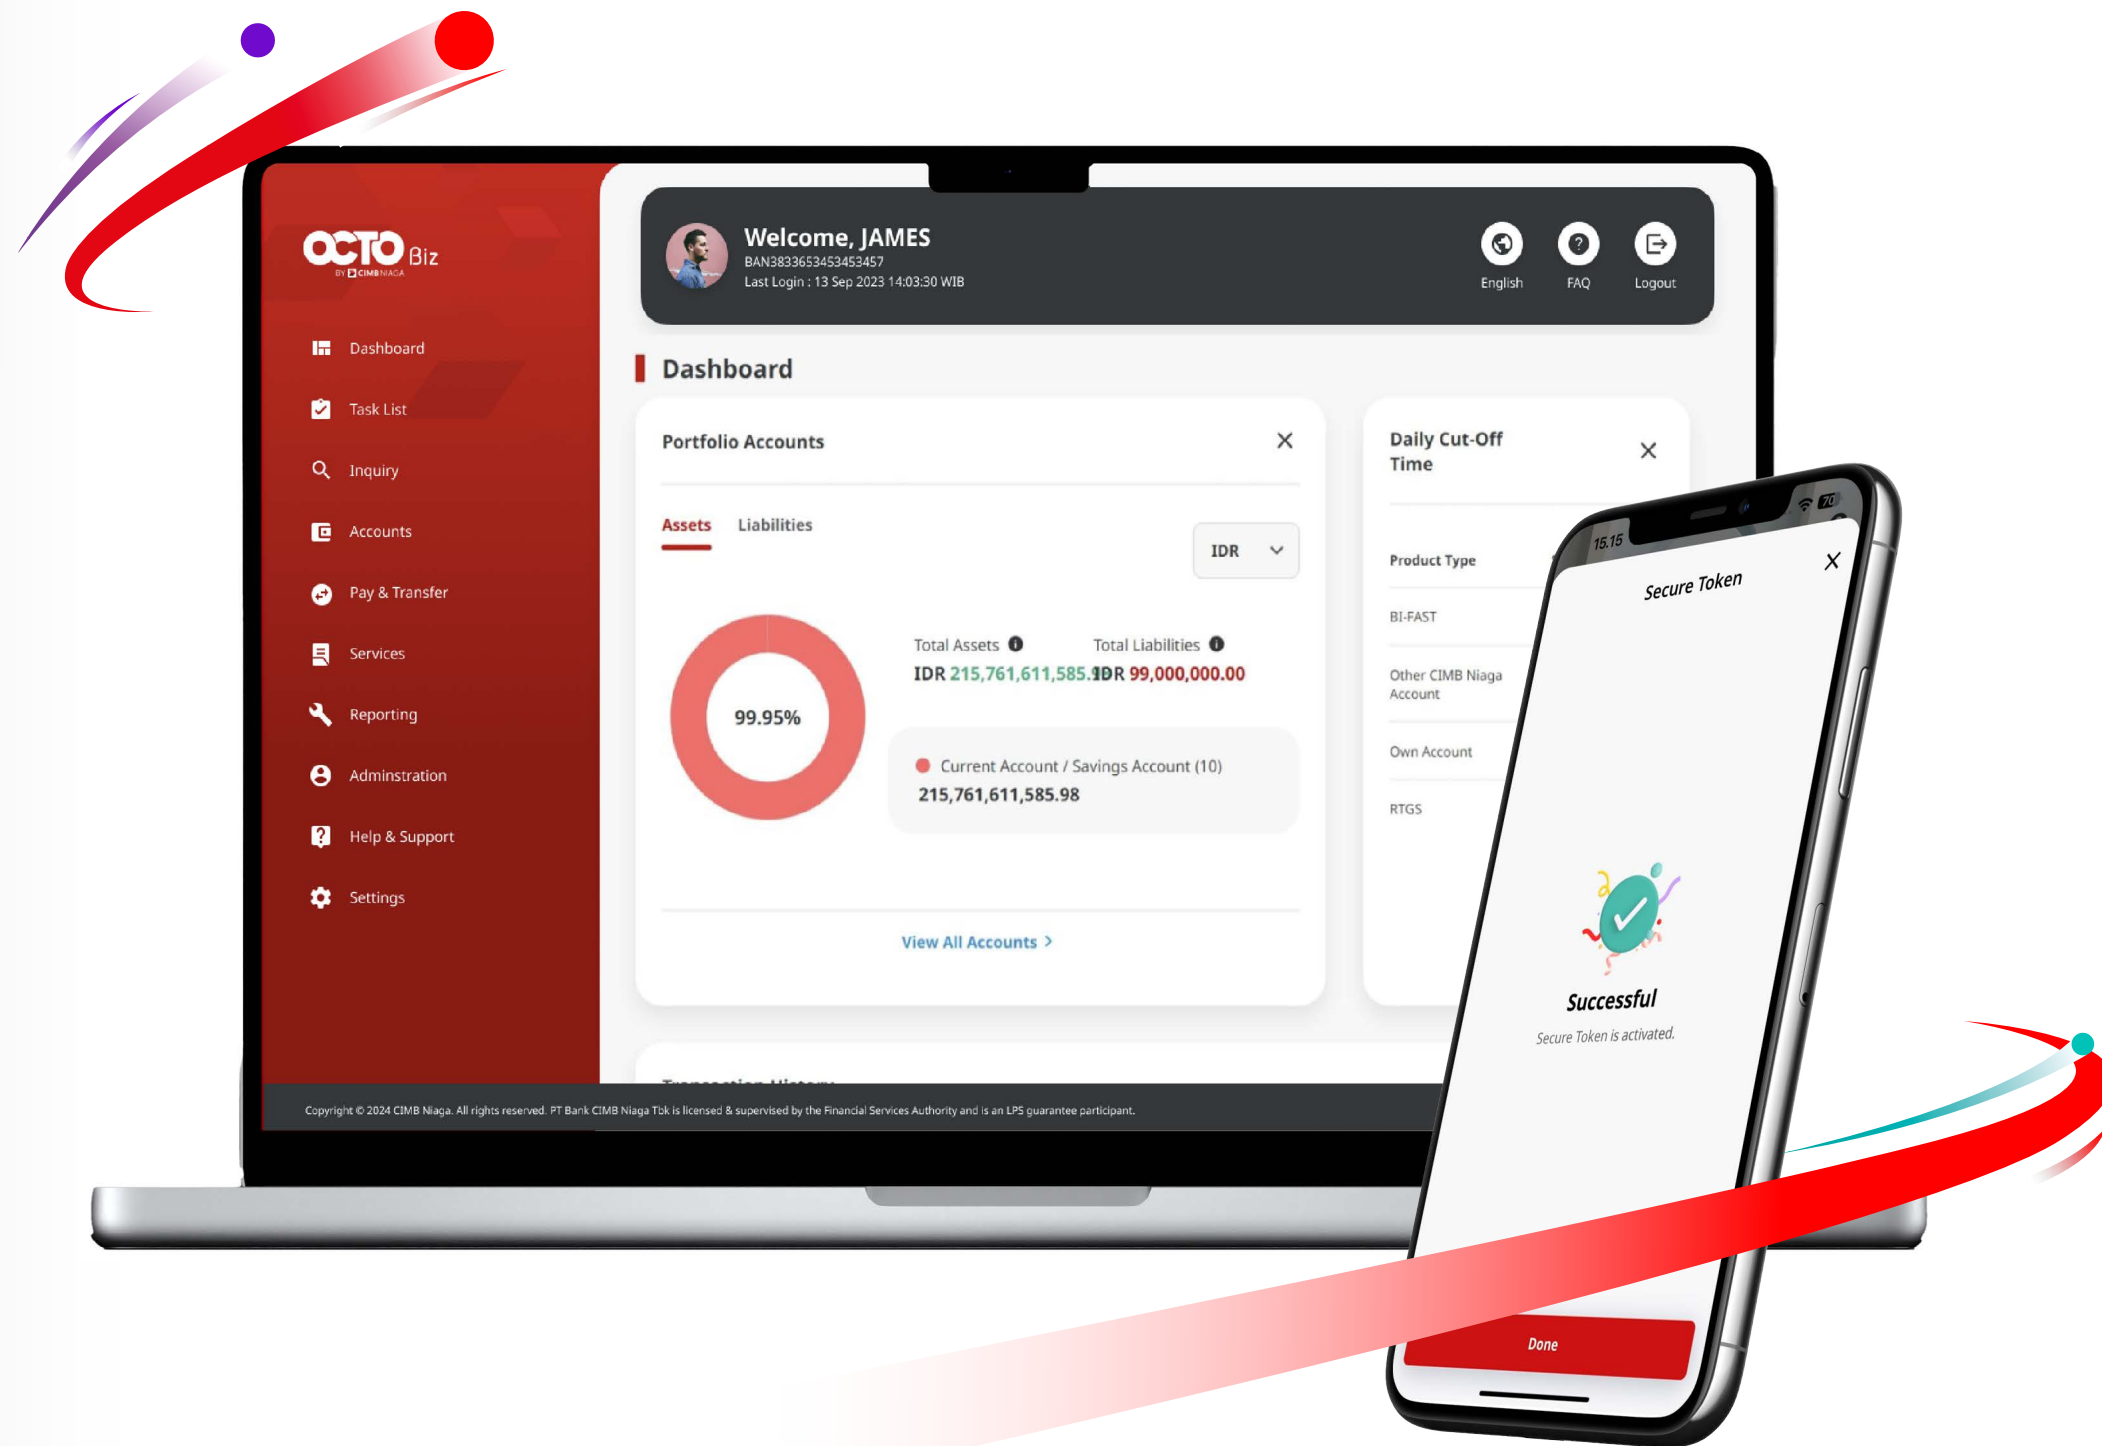 OCTO Biz
BY CIMB NIAGA
Dashboard
Task List
Inquiry
Accounts
Pay & Transfer
Services
Reporting
Adminstration
Help & Support
Settings
Welcome, JAMES
BAN3833653453453457
Last Login : 13 Sep 2023 14:03:30 WIB
English
FAQ
Logout
Dashboard
Portfolio Accounts
Assets
Liabilities
IDR
99.95%
Total Assets
IDR 215,761,611,585.
Total Liabilities
IDR 99,000,000.00
Current Account / Savings Account (10)
215,761,611,585.98
View All Accounts >
Daily Cut-Off
Time
Product Type
BI-FAST
Other CIMB Niaga
Account
Own Account
RTGS
Transaction History
Copyright © 2024 CIMB Niaga. All rights reserved. PT Bank CIMB Niaga Tbk is licensed & supervised by the Financial Services Authority and is an LPS guarantee participant.
15.15
70
Secure Token
Successful
Secure Token is activated.
Done